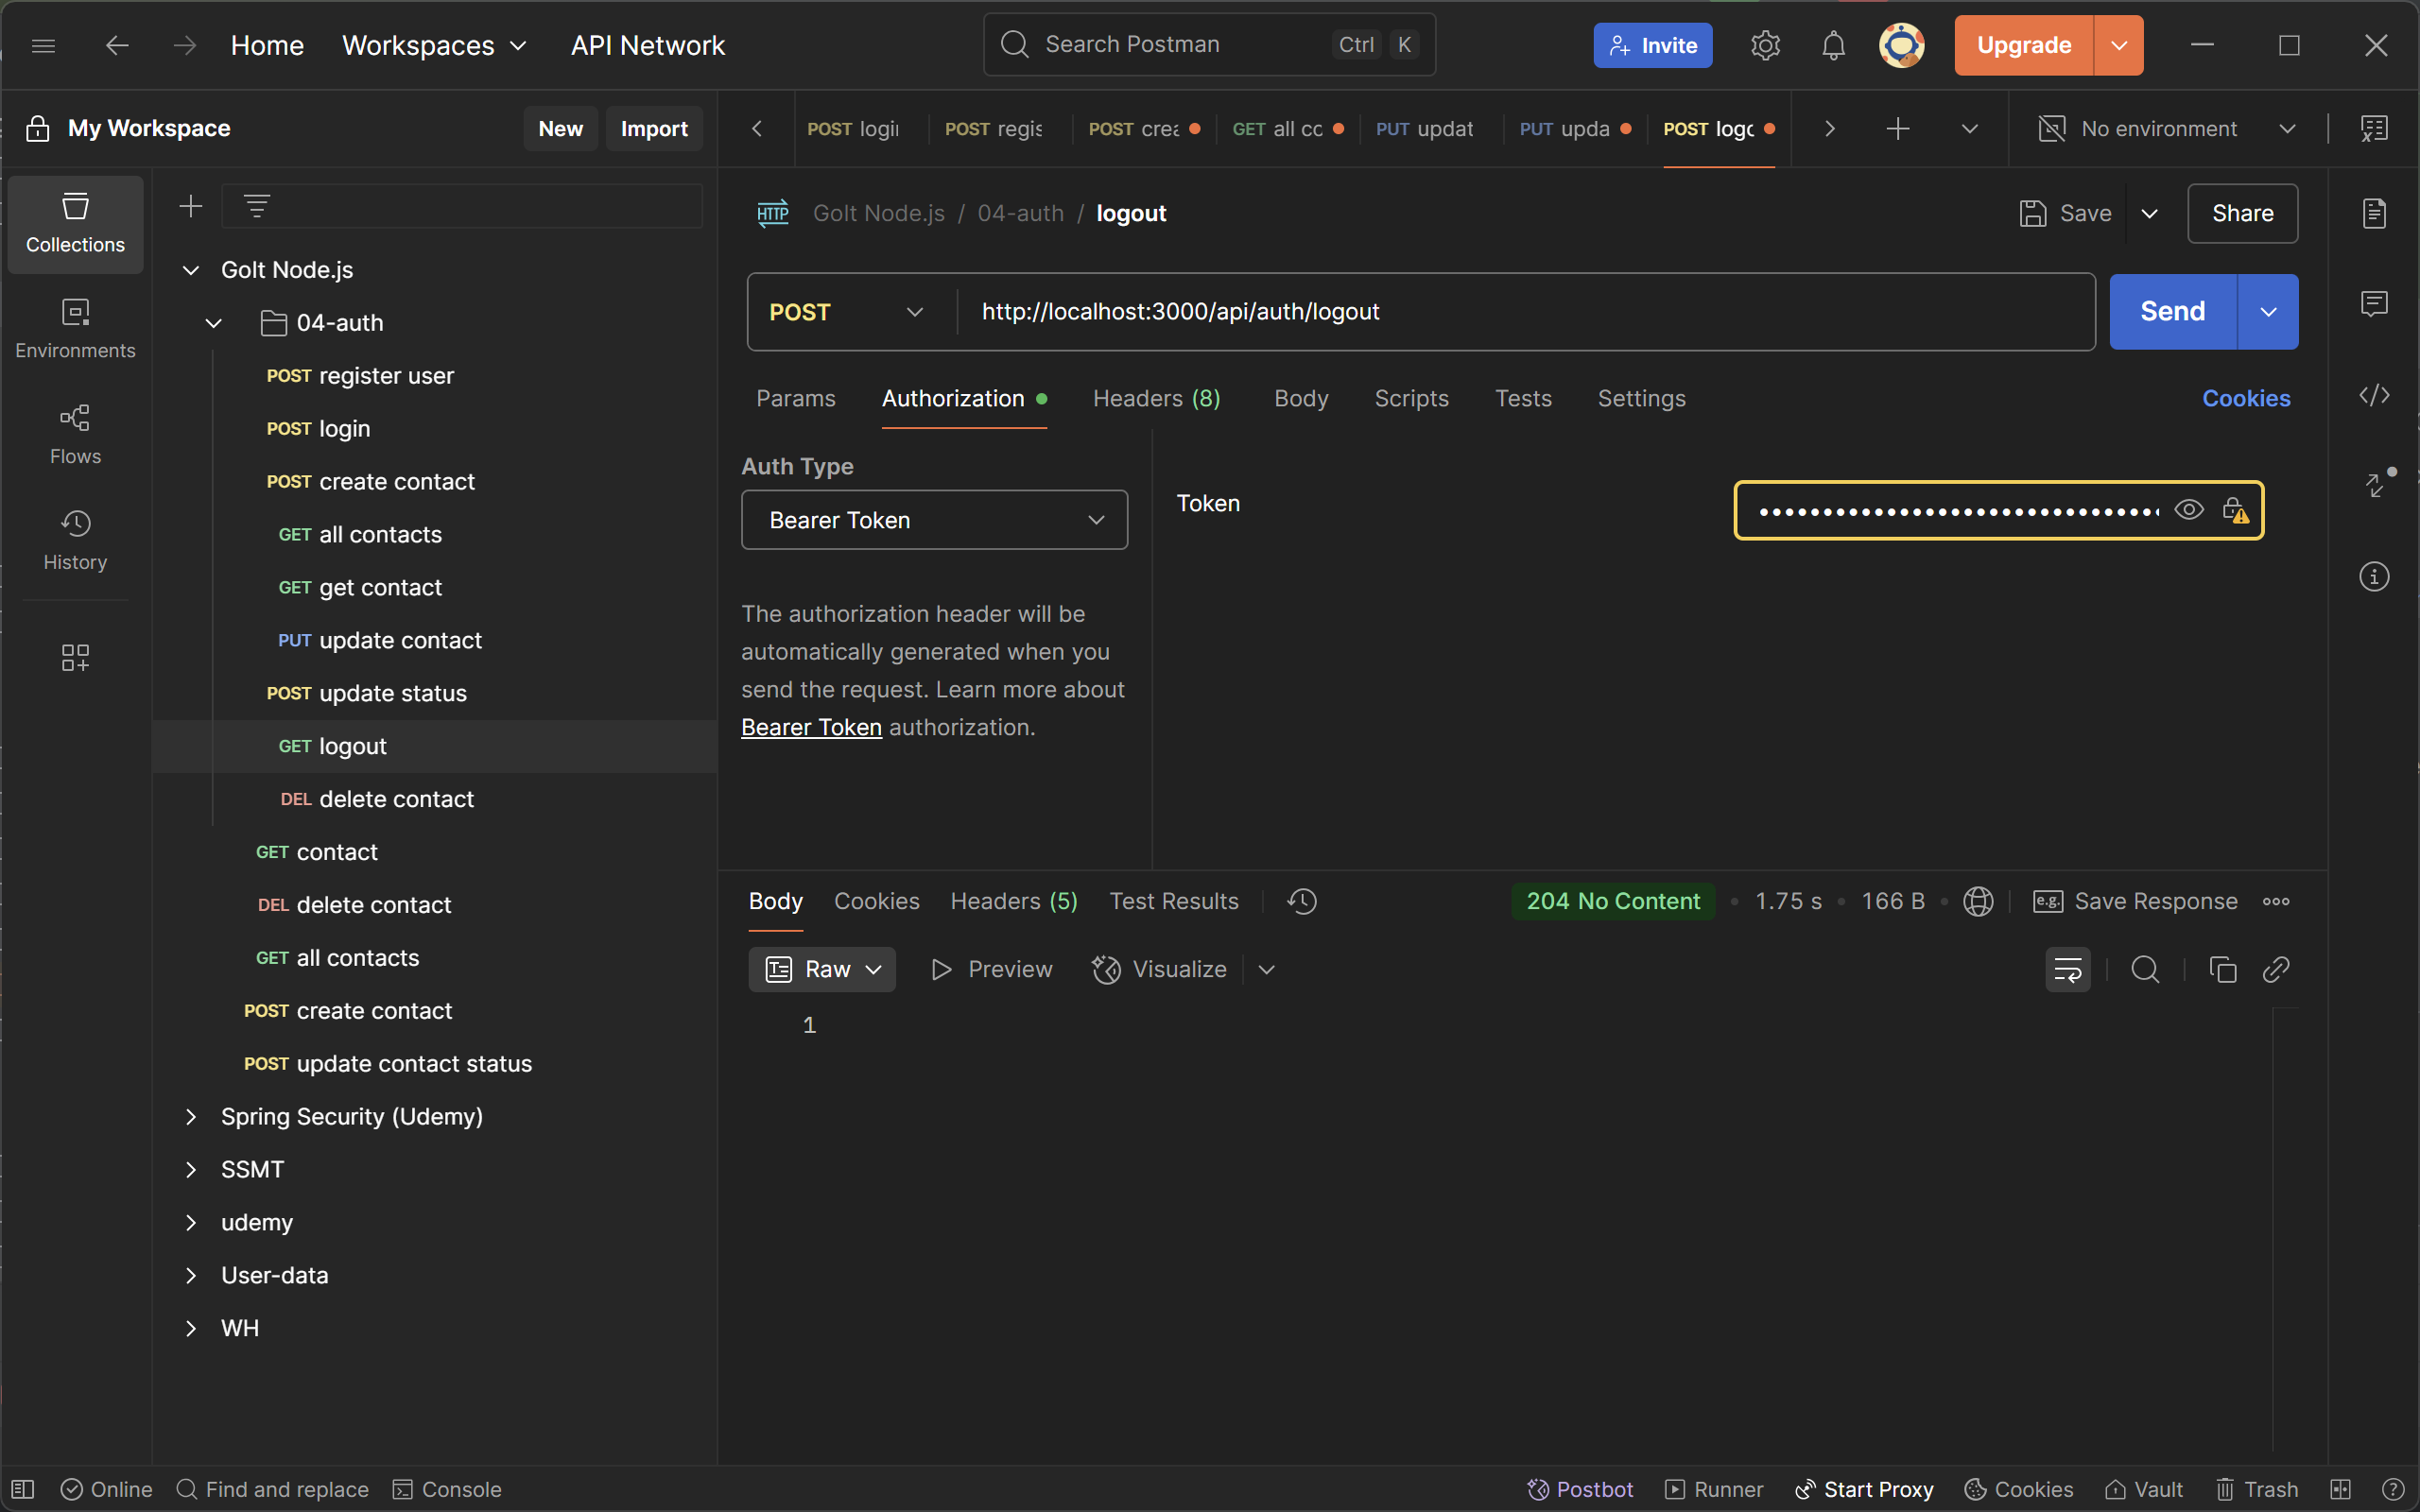 Home Workspaces API Network
Search Postman Ctrl K
Invite
Upgrade
My Workspace
New Import
POST logi
POST regis
POST crea
GET all co
PUT updat
PUT upda
POST logo
No environment
Collections
Environments
Flows
History
GoIt Node.js
04-auth
POST register user
POST login
POST create contact
GET all contacts
GET get contact
PUT update contact
POST update status
GET logout
DEL delete contact
GET contact
DEL delete contact
GET all contacts
POST create contact
POST update contact status
Spring Security (Udemy)
SSMT
udemy
User-data
WH
HTTP GoIt Node.js / 04-auth / logout
Save
Share
POST http://localhost:3000/api/auth/logout
Send
Params Authorization Headers (8) Body Scripts Tests Settings
Cookies
Auth Type
Bearer Token
The authorization header will be
automatically generated when you
send the request. Learn more about
Bearer Token authorization.
Token
Body Cookies Headers (5) Test Results
204 No Content • 1.75 s • 166 B
e.g. Save Response
Raw Preview Visualize
1
Online Find and replace Console
Postbot Runner Start Proxy Cookies Vault Trash